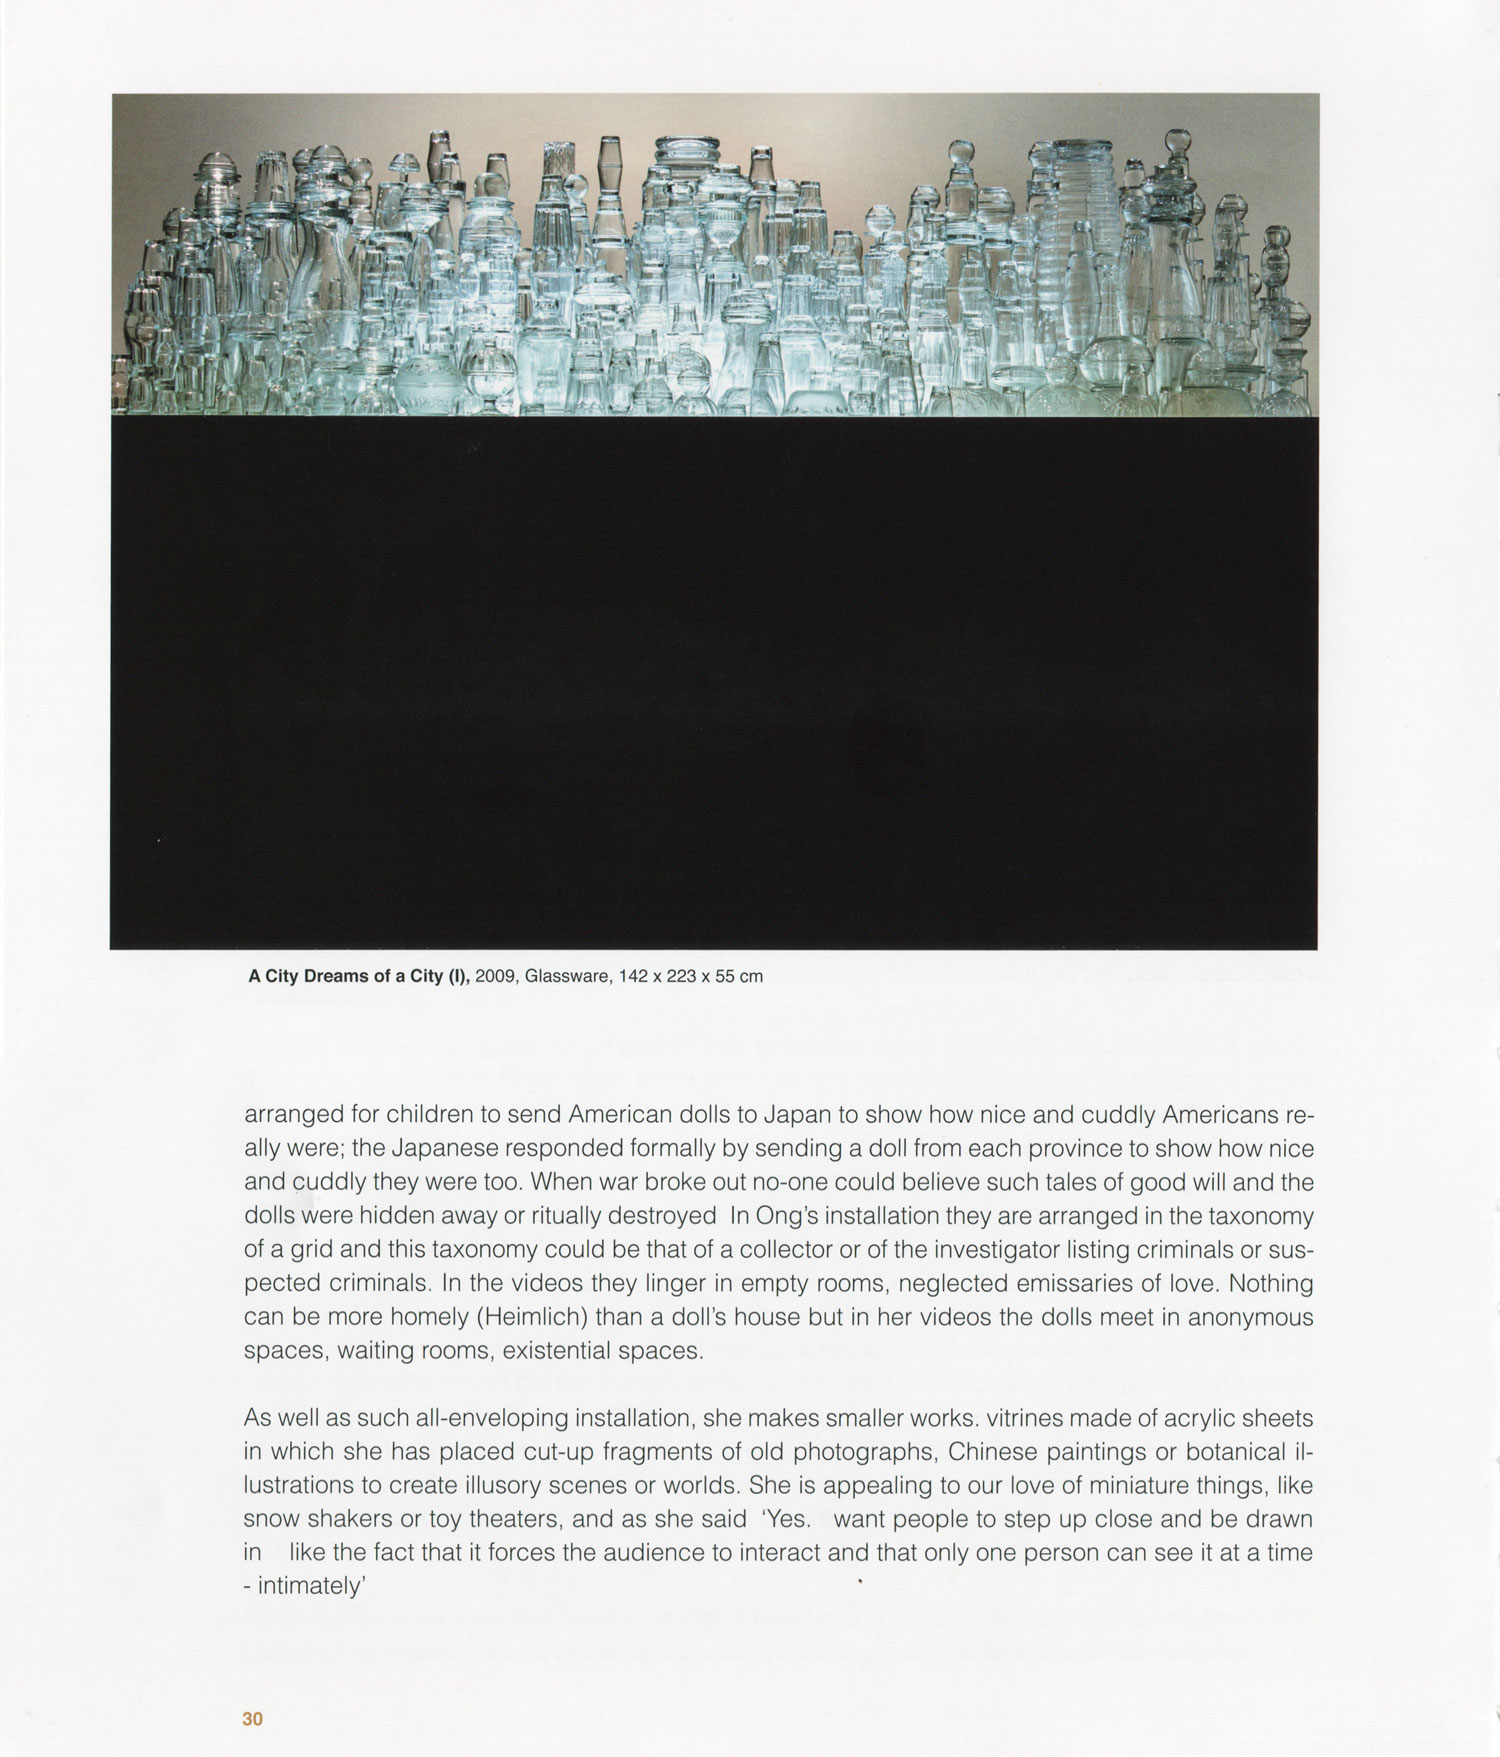 A City Dreams of a City (I), 2009, Glassware, 142 x 223 x 55 cm
arranged for children to send American dolls to Japan to show how nice and cuddly Americans re-
ally were; the Japanese responded formally by sending a doll from each province to show how nice
and cuddly they were too. When war broke out no-one could believe such tales of good will and the
dolls were hidden away or ritually destroyed In Ong's installation they are arranged in the taxonomy
of a grid and this taxonomy could be that of a collector or of the investigator listing criminals or sus-
pected criminals. In the videos they linger in empty rooms, neglected emissaries of love. Nothing
can be more homely (Heimlich) than a doll's house but in her videos the dolls meet in anonymous
spaces, waiting rooms, existential spaces.
As well as such all-enveloping installation, she makes smaller works. vitrines made of acrylic sheets
in which she has placed cut-up fragments of old photographs, Chinese paintings or botanical il-
lustrations to create illusory scenes or worlds. She is appealing to our love of miniature things, like
snow shakers or toy theaters, and as she said ‘Yes. want people to step up close and be drawn
in like the fact that it forces the audience to interact and that only one person can see it at a time
- intimately’
30